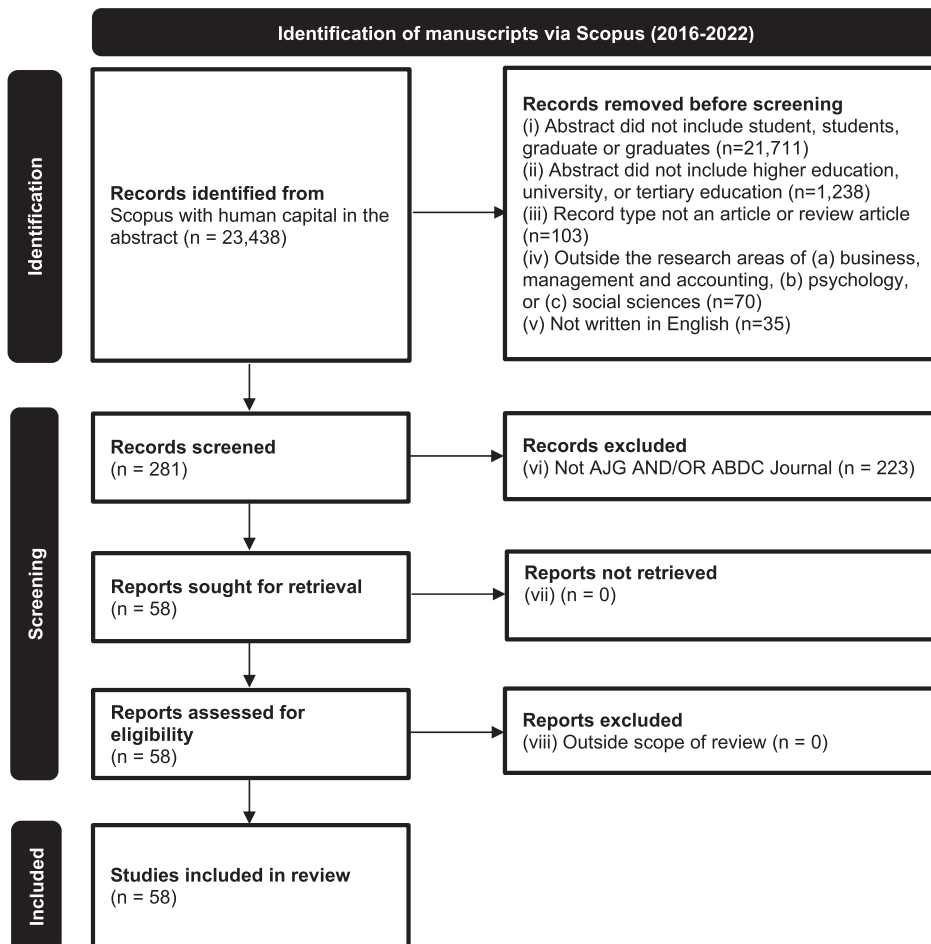 Identification of manuscripts via Scopus (2016-2022)
Identification
Records identified from
Scopus with human capital in the
abstract (n = 23,438)
Records removed before screening
(i) Abstract did not include student, students,
graduate or graduates (n=21,711)
(ii) Abstract did not include higher education,
university, or tertiary education (n=1,238)
(iii) Record type not an article or review article
(n=103)
(iv) Outside the research areas of (a) business,
management and accounting, (b) psychology,
or (c) social sciences (n=70)
(v) Not written in English (n=35)
Screening
Records screened
(n = 281)
Records excluded
(vi) Not AJG AND/OR ABDC Journal (n = 223)
Reports sought for retrieval
(n = 58)
Reports not retrieved
(vii) (n = 0)
Reports assessed for
eligibility
(n = 58)
Reports excluded
(viii) Outside scope of review (n = 0)
Included
Studies included in review
(n = 58)